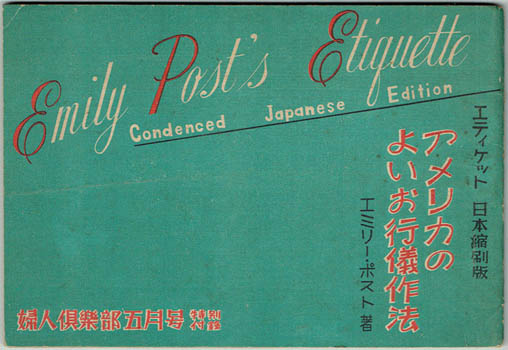 Emily Post's Etiquette
Condenced Japanese Edition
エティケット 日本縮刷版
アメリカの
よいお行儀作法
エミリー・ポスト著
婦人倶樂部五月号特別付録